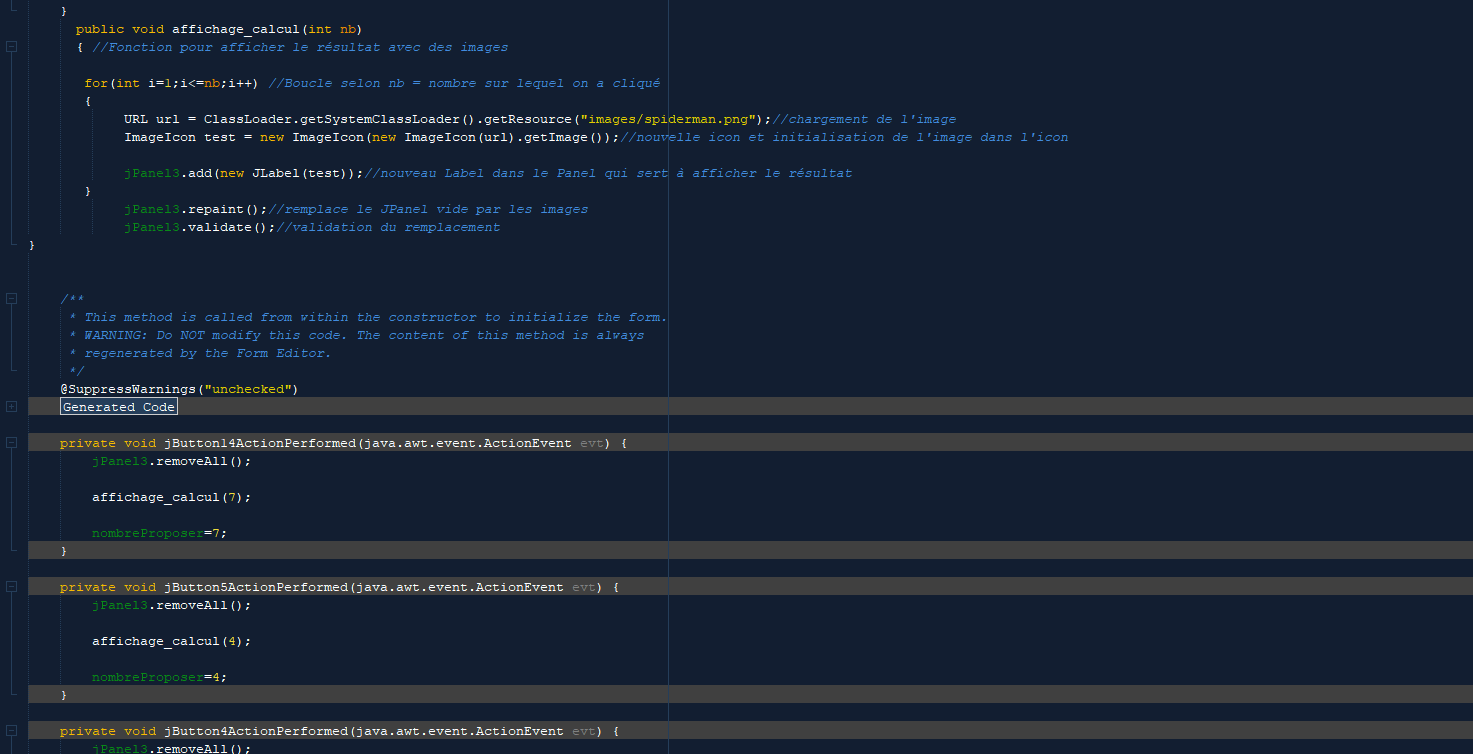 }
public void affichage_calcul(int nb)
{ //Fonction pour afficher le résultat avec des images
for(int i=1;i<=nb;i++) //Boucle selon nb = nombre sur lequel on a cliqué
{
URL url = ClassLoader.getSystemClassLoader().getResource("images/spiderman.png");//chargement de l'image
ImageIcon test = new ImageIcon(new ImageIcon(url).getImage());//nouvelle icon et initialisation de l'image dans l'icon
jPanel3.add(new JLabel(test));//nouveau Label dans le Panel qui sert à afficher le résultat
}
jPanel3.repaint();//remplace le JPanel vide par les images
jPanel3.validate();//validation du remplacement
}
/**
* This method is called from within the constructor to initialize the form.
* WARNING: Do NOT modify this code. The content of this method is always
* regenerated by the Form Editor.
*/
@SuppressWarnings("unchecked")
Generated Code
private void jButton14ActionPerformed(java.awt.event.ActionEvent evt) {
jPanel3.removeAll();
affichage_calcul(7);
nombreProposer=7;
}
private void jButton5ActionPerformed(java.awt.event.ActionEvent evt) {
jPanel3.removeAll();
affichage_calcul(4);
nombreProposer=4;
}
private void jButton4ActionPerformed(java.awt.event.ActionEvent evt) {
jPanel3.removeAll();